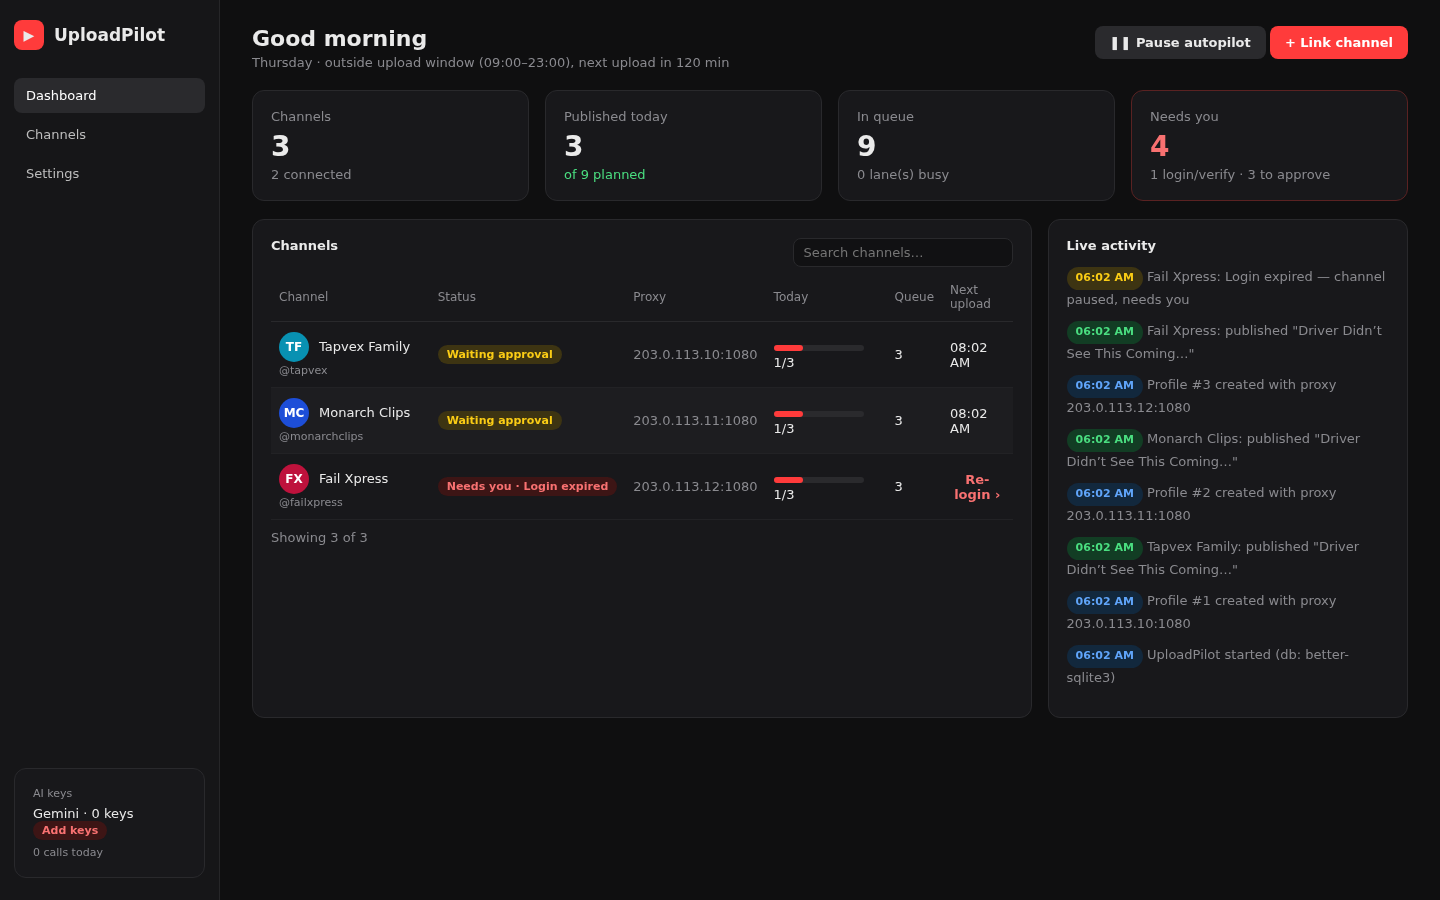 ▶ UploadPilot
Dashboard
Channels
Settings
AI keys
Gemini · 0 keys
Add keys
0 calls today
Good morning
Thursday · outside upload window (09:00–23:00), next upload in 120 min
❚❚ Pause autopilot
+ Link channel
Channels
3
2 connected
Published today
3
of 9 planned
In queue
9
0 lane(s) busy
Needs you
4
1 login/verify · 3 to approve
Channels
Search channels…
Channel Status Proxy Today Queue Next
upload
TF Tapvex Family
@tapvex
Waiting approval
203.0.113.10:1080
1/3
3
08:02
AM
MC Monarch Clips
@monarchclips
Waiting approval
203.0.113.11:1080
1/3
3
08:02
AM
FX Fail Xpress
@failxpress
Needs you · Login expired
203.0.113.12:1080
1/3
3
Re-
login ›
Showing 3 of 3
Live activity
06:02 AM Fail Xpress: Login expired — channel
paused, needs you
06:02 AM Fail Xpress: published "Driver Didn’t
See This Coming…"
06:02 AM Profile #3 created with proxy
203.0.113.12:1080
06:02 AM Monarch Clips: published "Driver
Didn’t See This Coming…"
06:02 AM Profile #2 created with proxy
203.0.113.11:1080
06:02 AM Tapvex Family: published "Driver
Didn’t See This Coming…"
06:02 AM Profile #1 created with proxy
203.0.113.10:1080
06:02 AM UploadPilot started (db: better-
sqlite3)